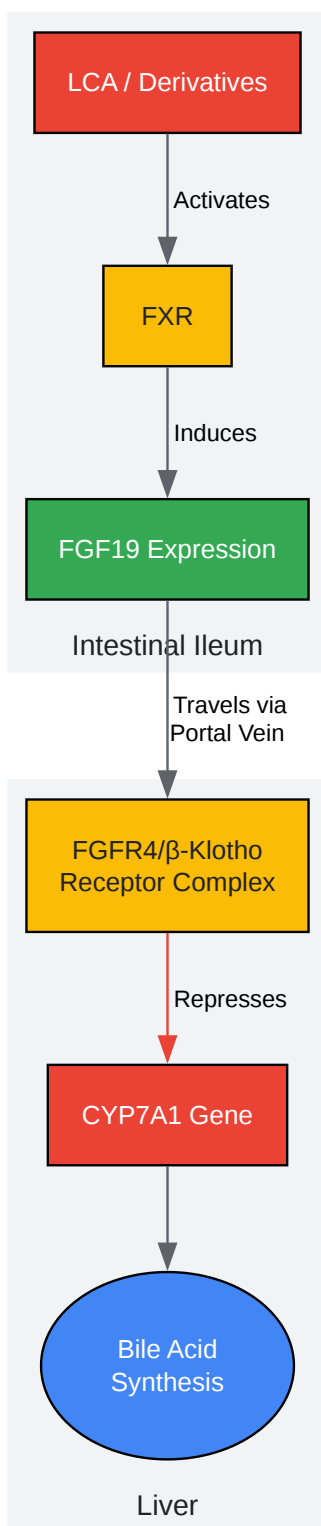 LCA / Derivatives
Activates
FXR
Induces
FGF19 Expression
Intestinal Ileum
Travels via
Portal Vein
FGFR4/β-Klotho
Receptor Complex
Represses
CYP7A1 Gene
Bile Acid
Synthesis
Liver